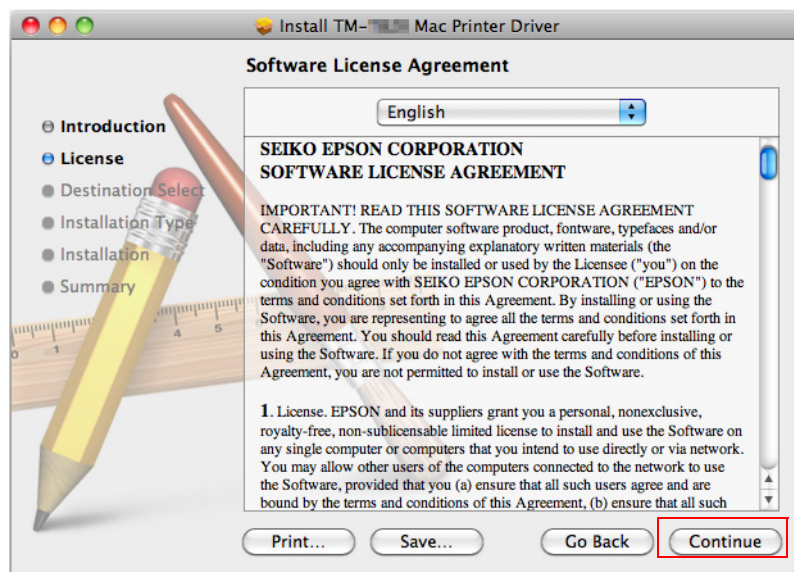 Install TM- Mac Printer Driver
Software License Agreement
Introduction
License
Destination Select
Installation Type
Installation
Summary
English
SEIKO EPSON CORPORATION
SOFTWARE LICENSE AGREEMENT
IMPORTANT! READ THIS SOFTWARE LICENSE AGREEMENT
CAREFULLY. The computer software product, fontware, typefaces and/or
data, including any accompanying explanatory written materials (the
"Software") should only be installed or used by the Licensee ("you") on the
condition you agree with SEIKO EPSON CORPORATION ("EPSON") to the
terms and conditions set forth in this Agreement. By installing or using the
Software, you are representing to agree all the terms and conditions set forth in
this Agreement. You should read this Agreement carefully before installing or
using the Software. If you do not agree with the terms and conditions of this
Agreement, you are not permitted to install or use the Software.
1. License. EPSON and its suppliers grant you a personal, nonexclusive,
royalty-free, non-sublicensable limited license to install and use the Software on
any single computer or computers that you intend to use directly or via network.
You may allow other users of the computers connected to the network to use
the Software, provided that you (a) ensure that all such users agree and are
bound by the terms and conditions of this Agreement, (b) ensure that all such
0 1 4 5
Print... Save... Go Back Continue